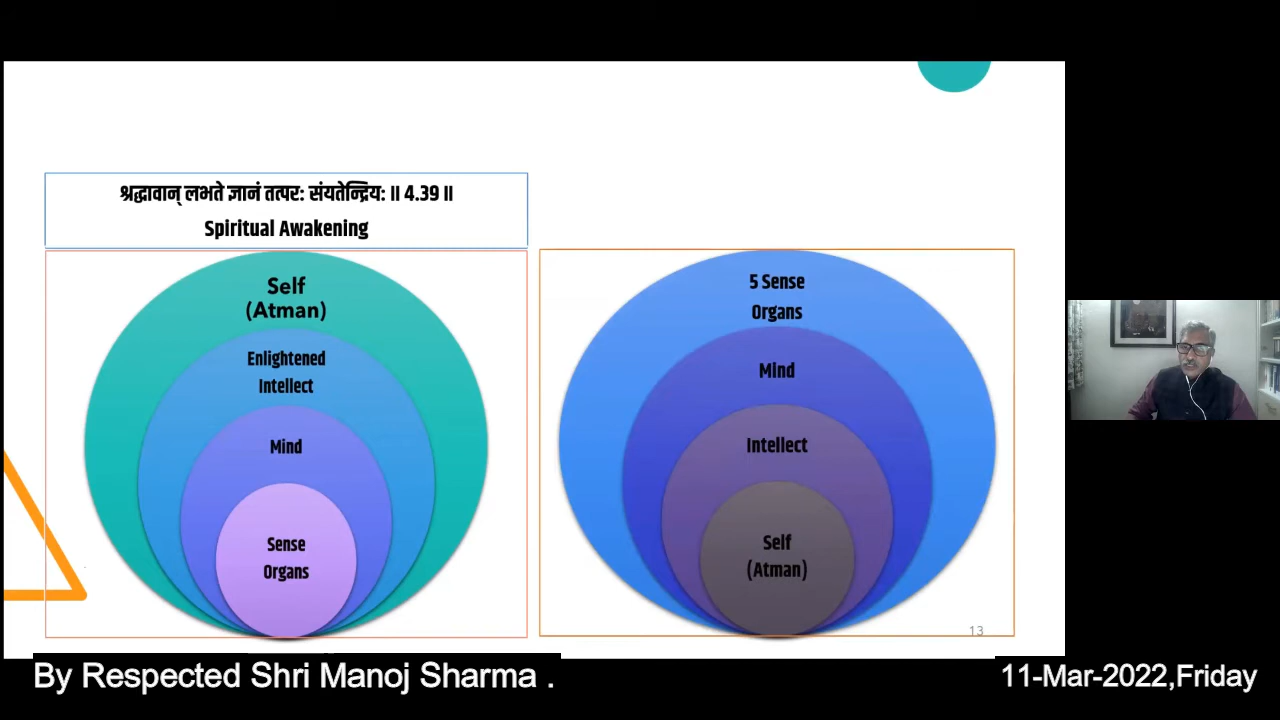 श्रद्धावान् लभते ज्ञानं तत्परः संयतेन्द्रियः ॥ 4.39 ॥
Spiritual Awakening
Self
(Atman)
Enlightened
Intellect
Mind
Sense
Organs
5 Sense
Organs
Mind
Intellect
Self
(Atman)
13
By Respected Shri Manoj Sharma .
11-Mar-2022,Friday